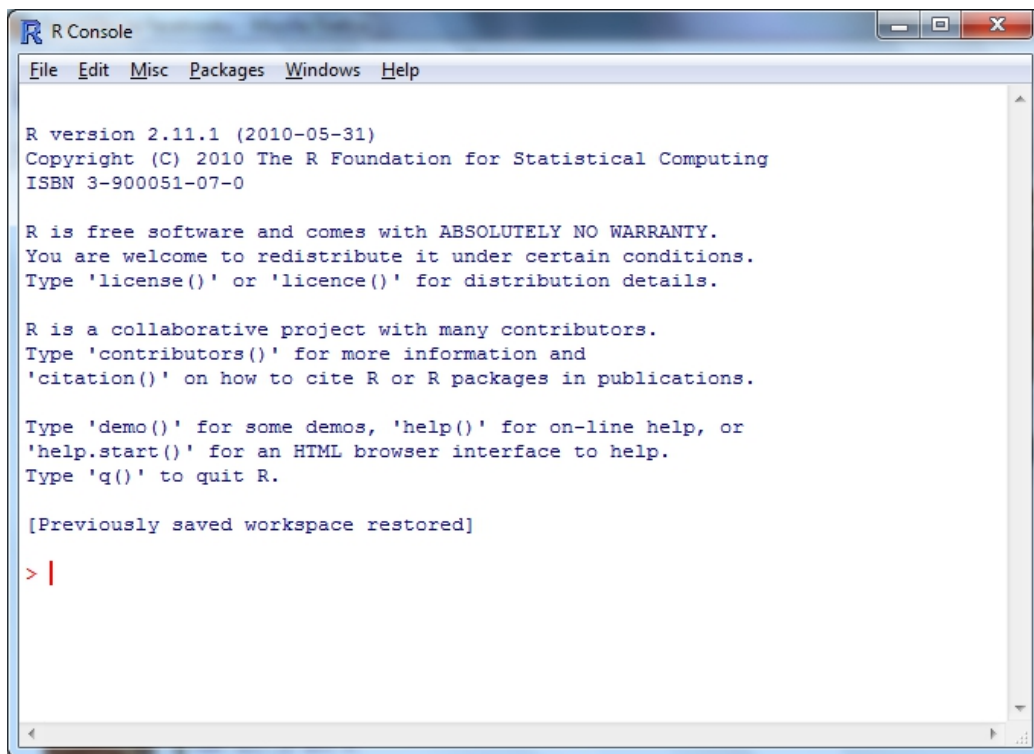 R Console
File Edit Misc Packages Windows Help
R version 2.11.1 (2010-05-31)
Copyright (C) 2010 The R Foundation for Statistical Computing
ISBN 3-900051-07-0
R is free software and comes with ABSOLUTELY NO WARRANTY.
You are welcome to redistribute it under certain conditions.
Type 'license()' or 'licence()' for distribution details.
R is a collaborative project with many contributors.
Type 'contributors()' for more information and
'citation()' on how to cite R or R packages in publications.
Type 'demo()' for some demos, 'help()' for on-line help, or
'help.start()' for an HTML browser interface to help.
Type 'q()' to quit R.
[Previously saved workspace restored]
>